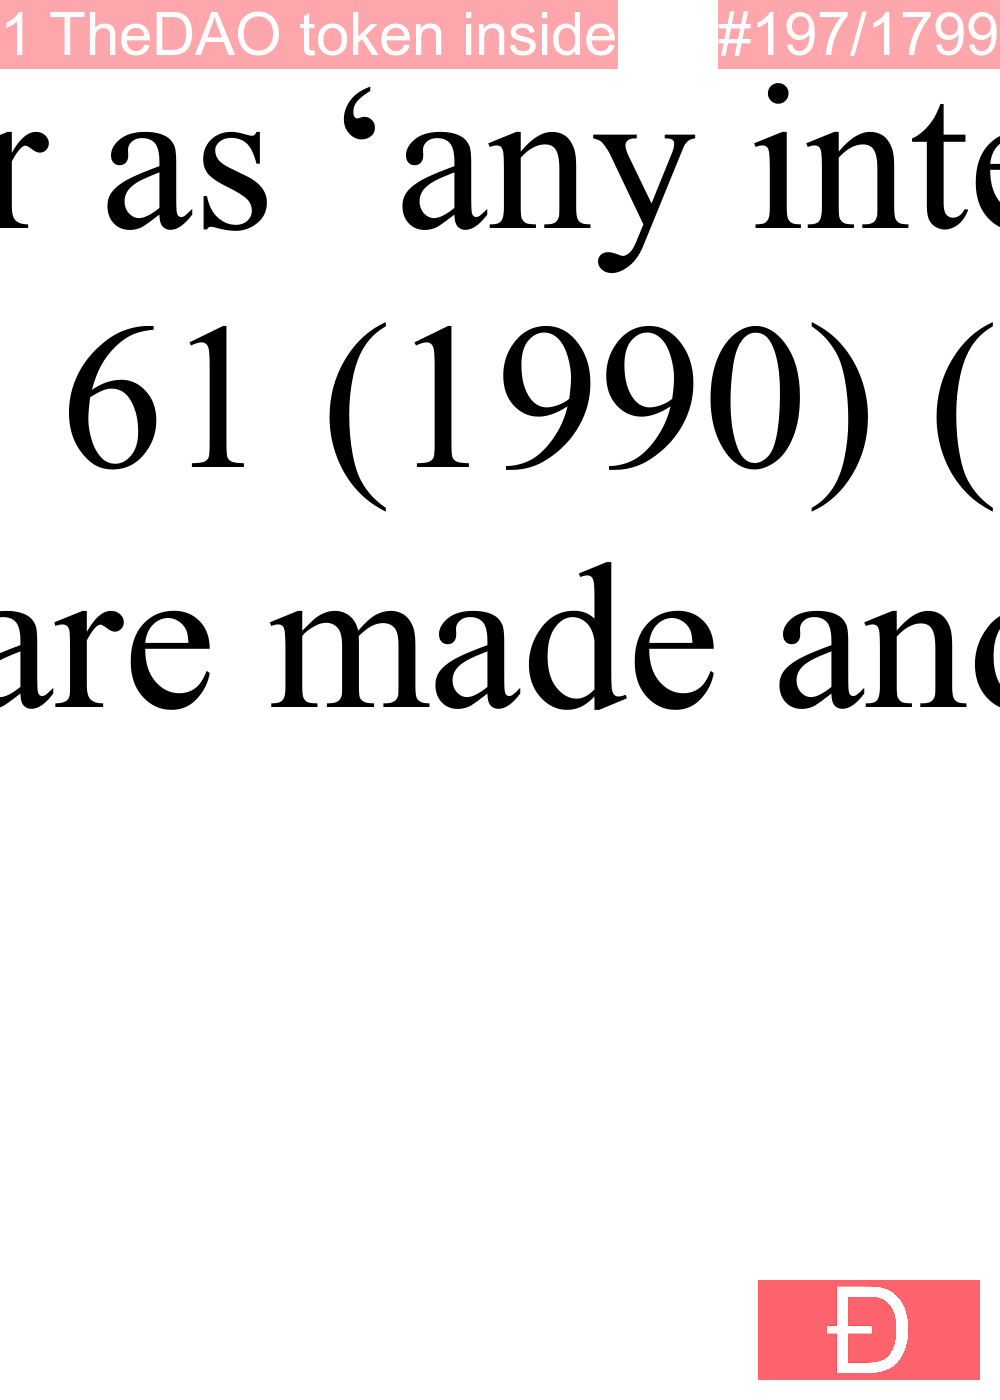 1 TheDAO token inside #197/1799
r as ‘any inte
61 (1990) (
are made and
Đ